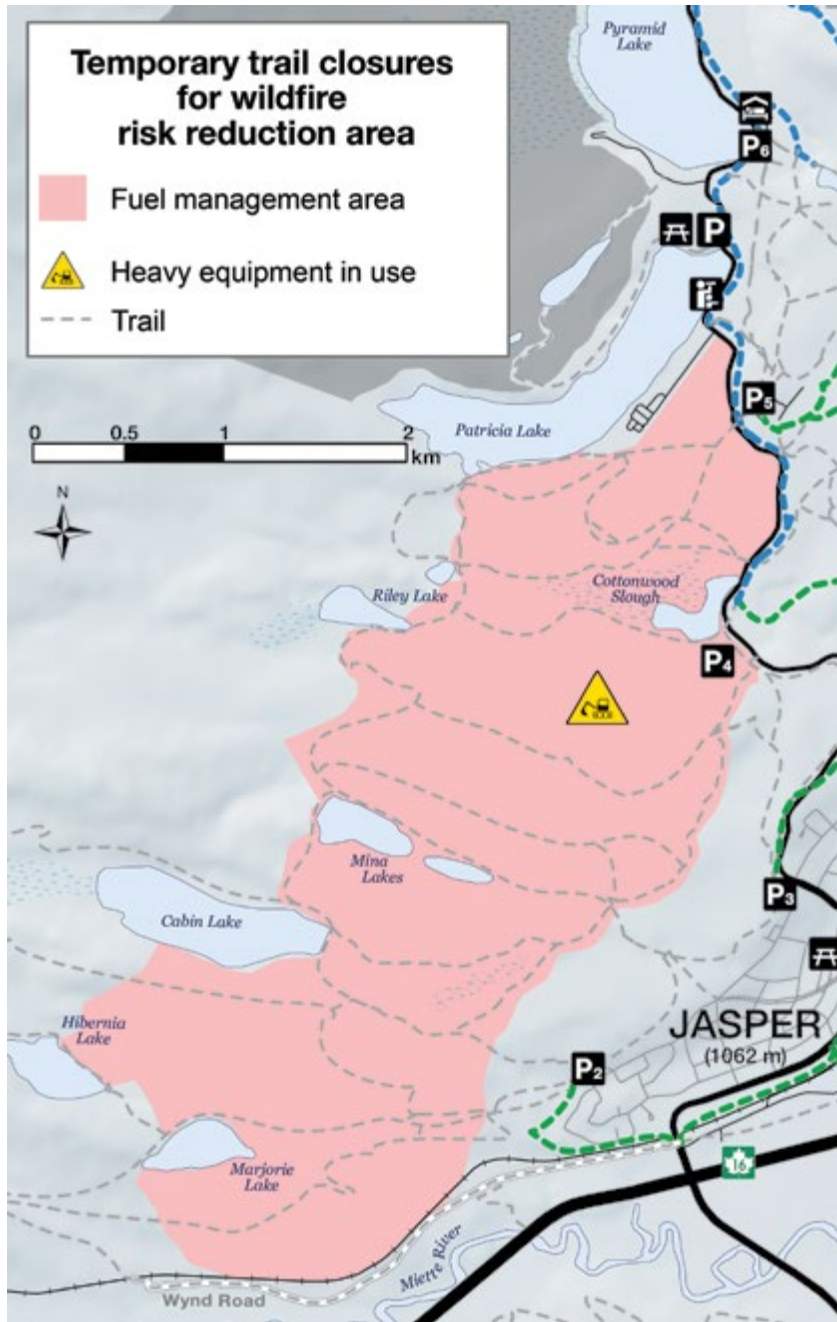 Temporary trail closures
for wildfire
risk reduction area
Fuel management area
Heavy equipment in use
Trail
Pyramid
Lake
P6
P
P5
0 0.5 1 2
km
N
Patricia Lake
Riley Lake
Cottonwood
Slough
P4
Mina
Lakes
P3
Cabin Lake
Hibernia
Lake
JASPER
(1062 m)
P2
Marjorie
Lake
16
Miette River
Wynd Road